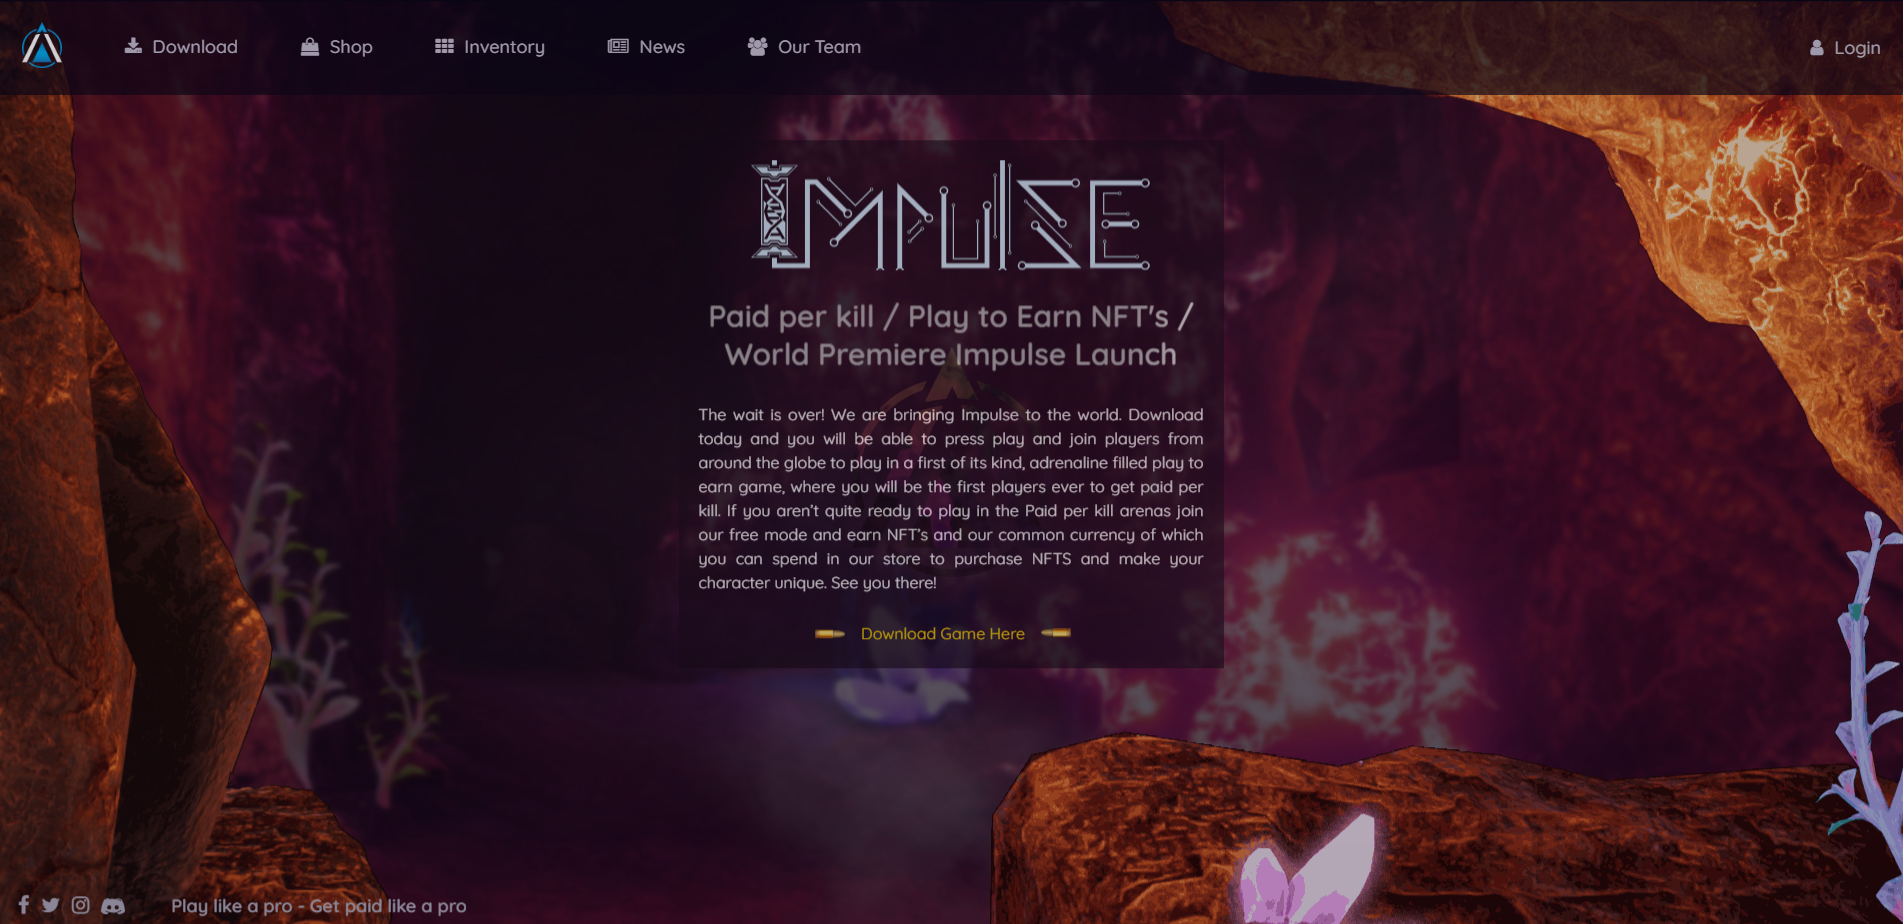 Download
Shop
Inventory
News
Our Team
Login
IMPULSE
Paid per kill / Play to Earn NFT's /
World Premiere Impulse Launch
The wait is over! We are bringing Impulse to the world. Download
today and you will be able to press play and join players from
around the globe to play in a first of its kind, adrenaline filled play to
earn game, where you will be the first players ever to get paid per
kill. If you aren't quite ready to play in the Paid per kill arenas join
our free mode and earn NFT's and our common currency of which
you can spend in our store to purchase NFTS and make your
character unique. See you there!
Download Game Here
Play like a pro - Get paid like a pro